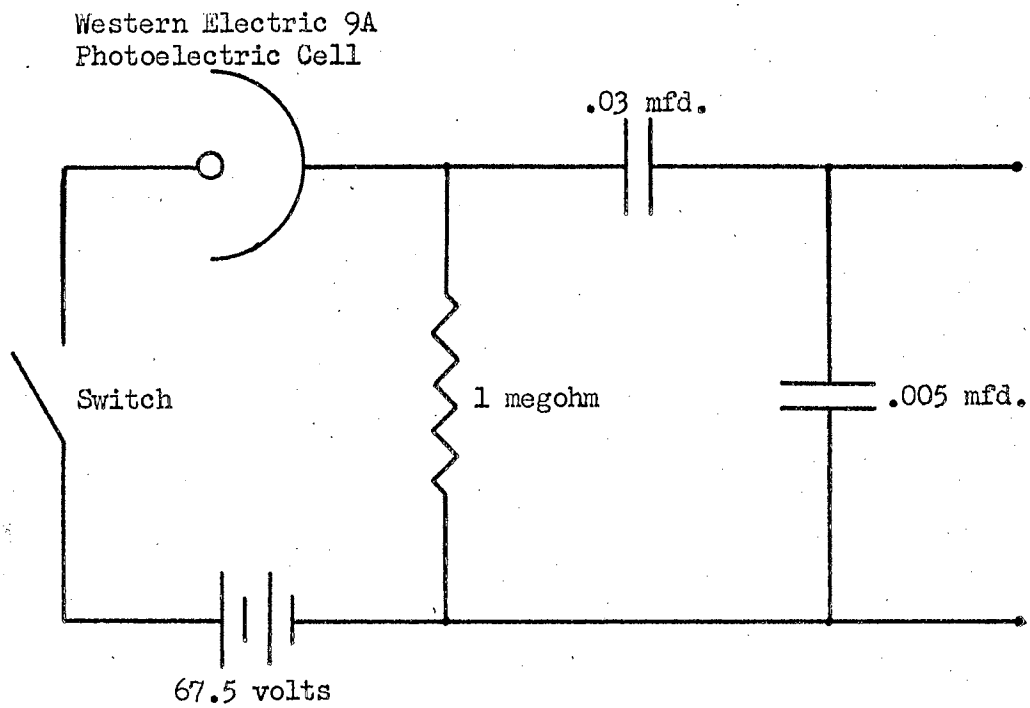 Western Electric 9A
Photoelectric Cell
.03 mfd.
Switch
1 megohm
.005 mfd.
67.5 volts